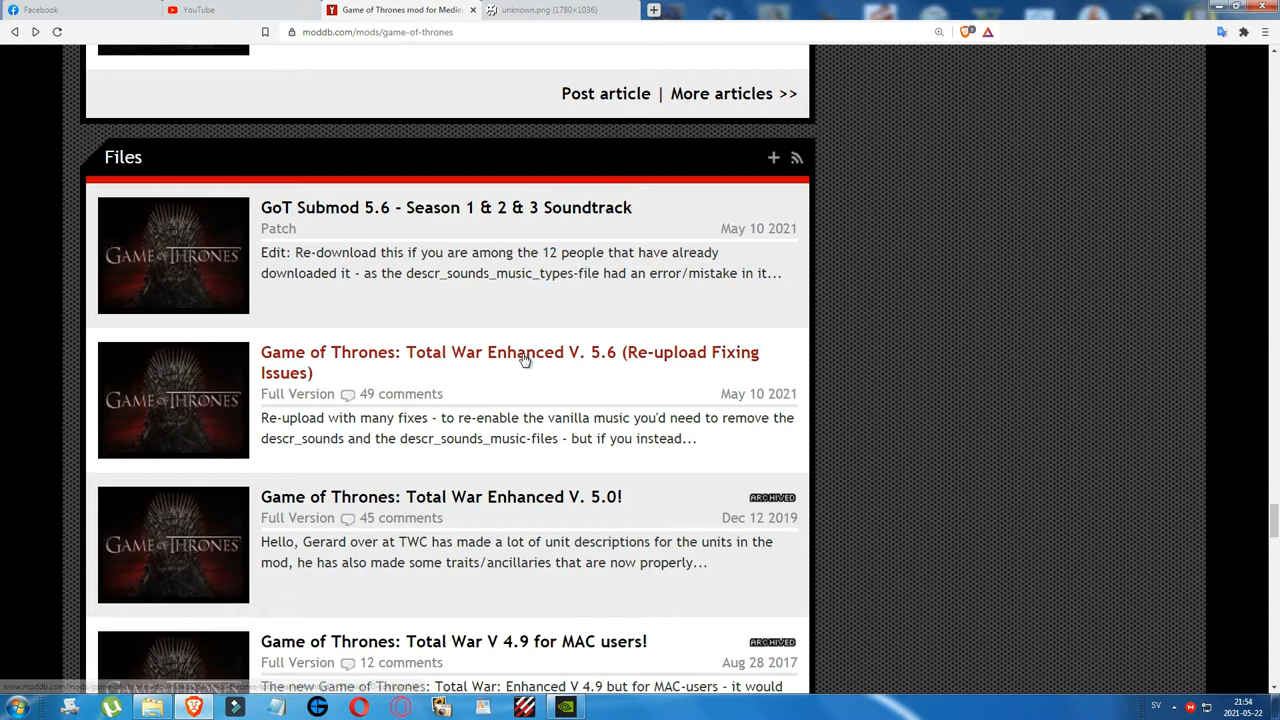 Facebook
YouTube
Game of Thrones mod for Medie
unknown.png (1780×1036)
moddb.com/mods/game-of-thrones
Post article | More articles >>
Files
GoT Submod 5.6 - Season 1 & 2 & 3 Soundtrack
Patch
May 10 2021
Edit: Re-download this if you are among the 12 people that have already
downloaded it - as the descr_sounds_music_types-file had an error/mistake in it...
GAME OF THRONES
Game of Thrones: Total War Enhanced V. 5.6 (Re-upload Fixing
Issues)
Full Version 49 comments
May 10 2021
Re-upload with many fixes - to re-enable the vanilla music you'd need to remove the
descr_sounds and the descr_sounds_music-files - but if you instead...
GAME OF THRONES
Game of Thrones: Total War Enhanced V. 5.0!
ARCHIVED
Full Version 45 comments
Dec 12 2019
Hello, Gerard over at TWC has made a lot of unit descriptions for the units in the
mod, he has also made some traits/ancillaries that are now properly...
GAME OF THRONES
Game of Thrones: Total War V 4.9 for MAC users!
ARCHIVED
Full Version 12 comments
Aug 28 2017
The new Game of Thrones: Total War: Enhanced V 4.9 but for MAC-users - it would
SV
21:54
2021-05-22